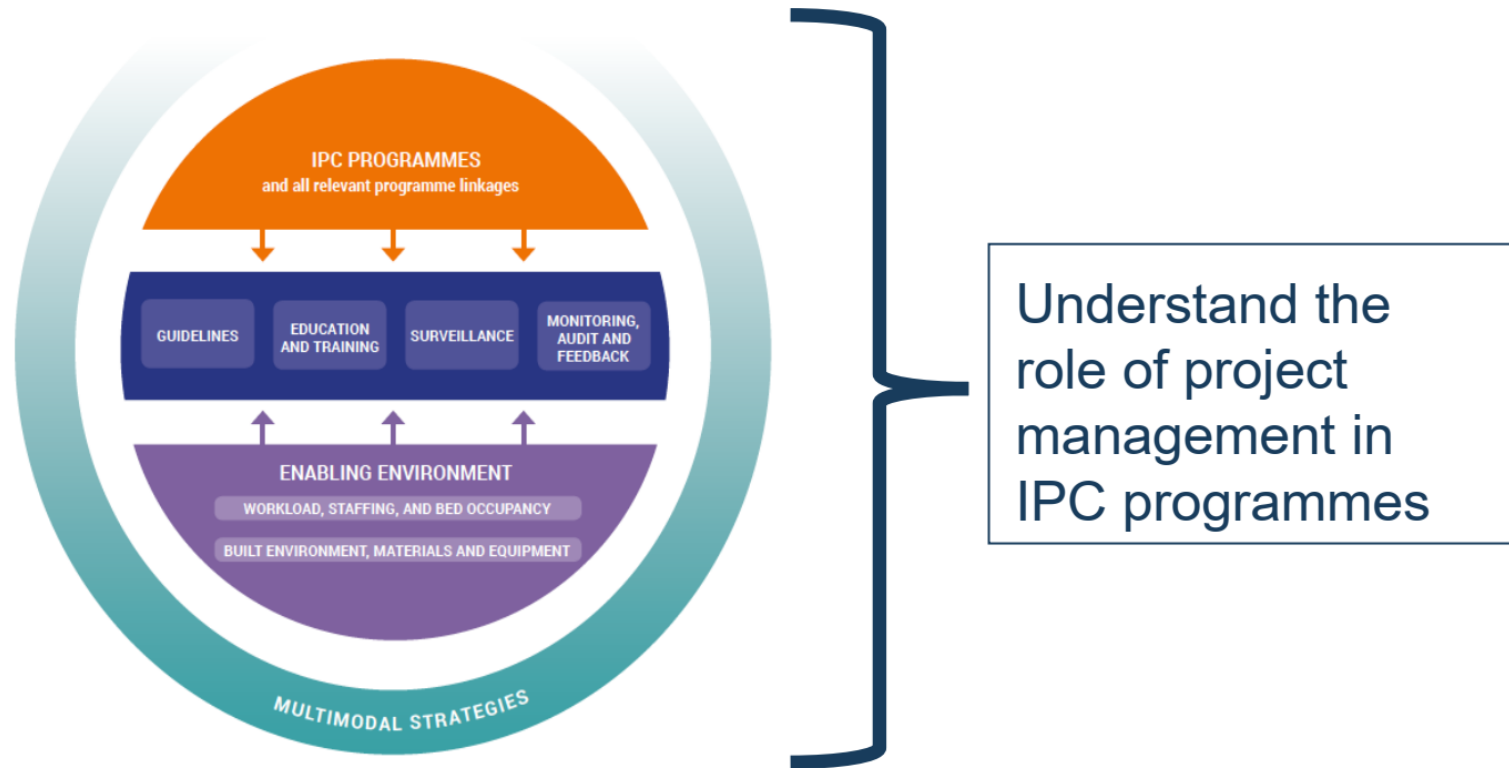 IPC PROGRAMMES
and all relevant programme linkages
GUIDELINES
EDUCATION
AND TRAINING
SURVEILLANCE
MONITORING,
AUDIT AND
FEEDBACK
ENABLING ENVIRONMENT
WORKLOAD, STAFFING, AND BED OCCUPANCY
BUILT ENVIRONMENT, MATERIALS AND EQUIPMENT
MULTIMODAL STRATEGIES
Understand the
role of project
management in
IPC programmes